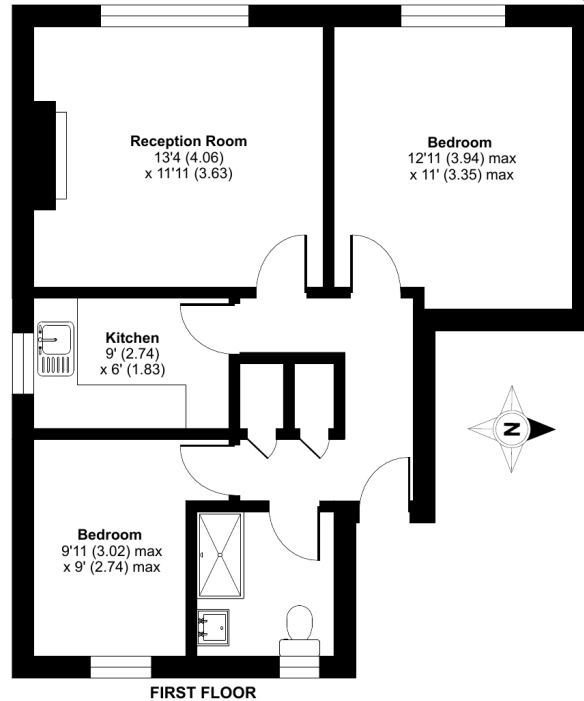 Reception Room
13'4 (4.06)
x 11'11 (3.63)
Bedroom
12'11 (3.94) max
x 11' (3.35) max
Kitchen
9' (2.74)
x 6' (1.83)
N
Bedroom
9'11 (3.02) max
x 9' (2.74) max
FIRST FLOOR